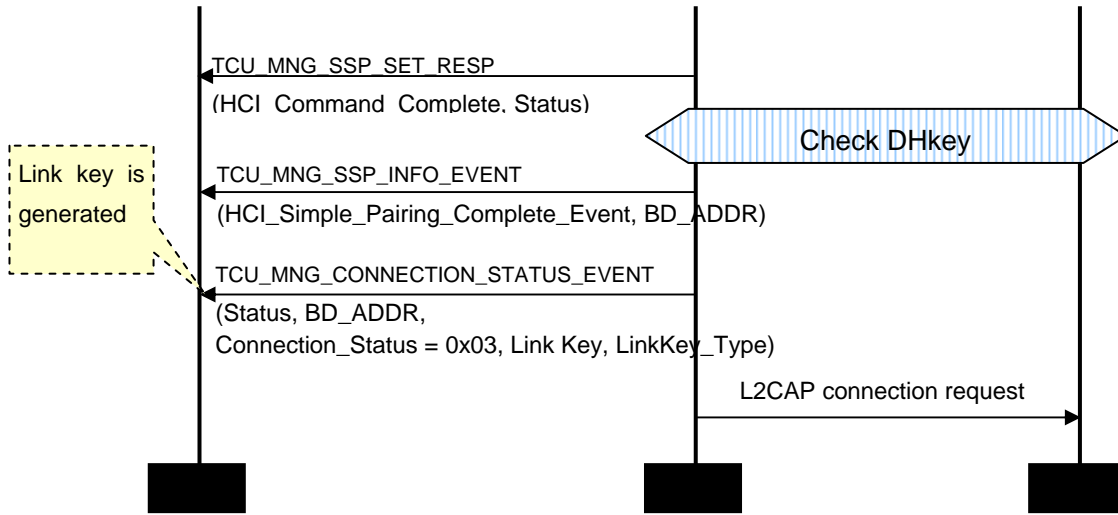 TCU_MNG_SSP_SET_RESP
(HCI_Command_Complete, Status)
Check DHkey
Link key is
generated
TCU_MNG_SSP_INFO_EVENT
(HCI_Simple_Pairing_Complete_Event, BD_ADDR)
TCU_MNG_CONNECTION_STATUS_EVENT
(Status, BD_ADDR,
Connection_Status = 0x03, Link Key, LinkKey_Type)
L2CAP connection request